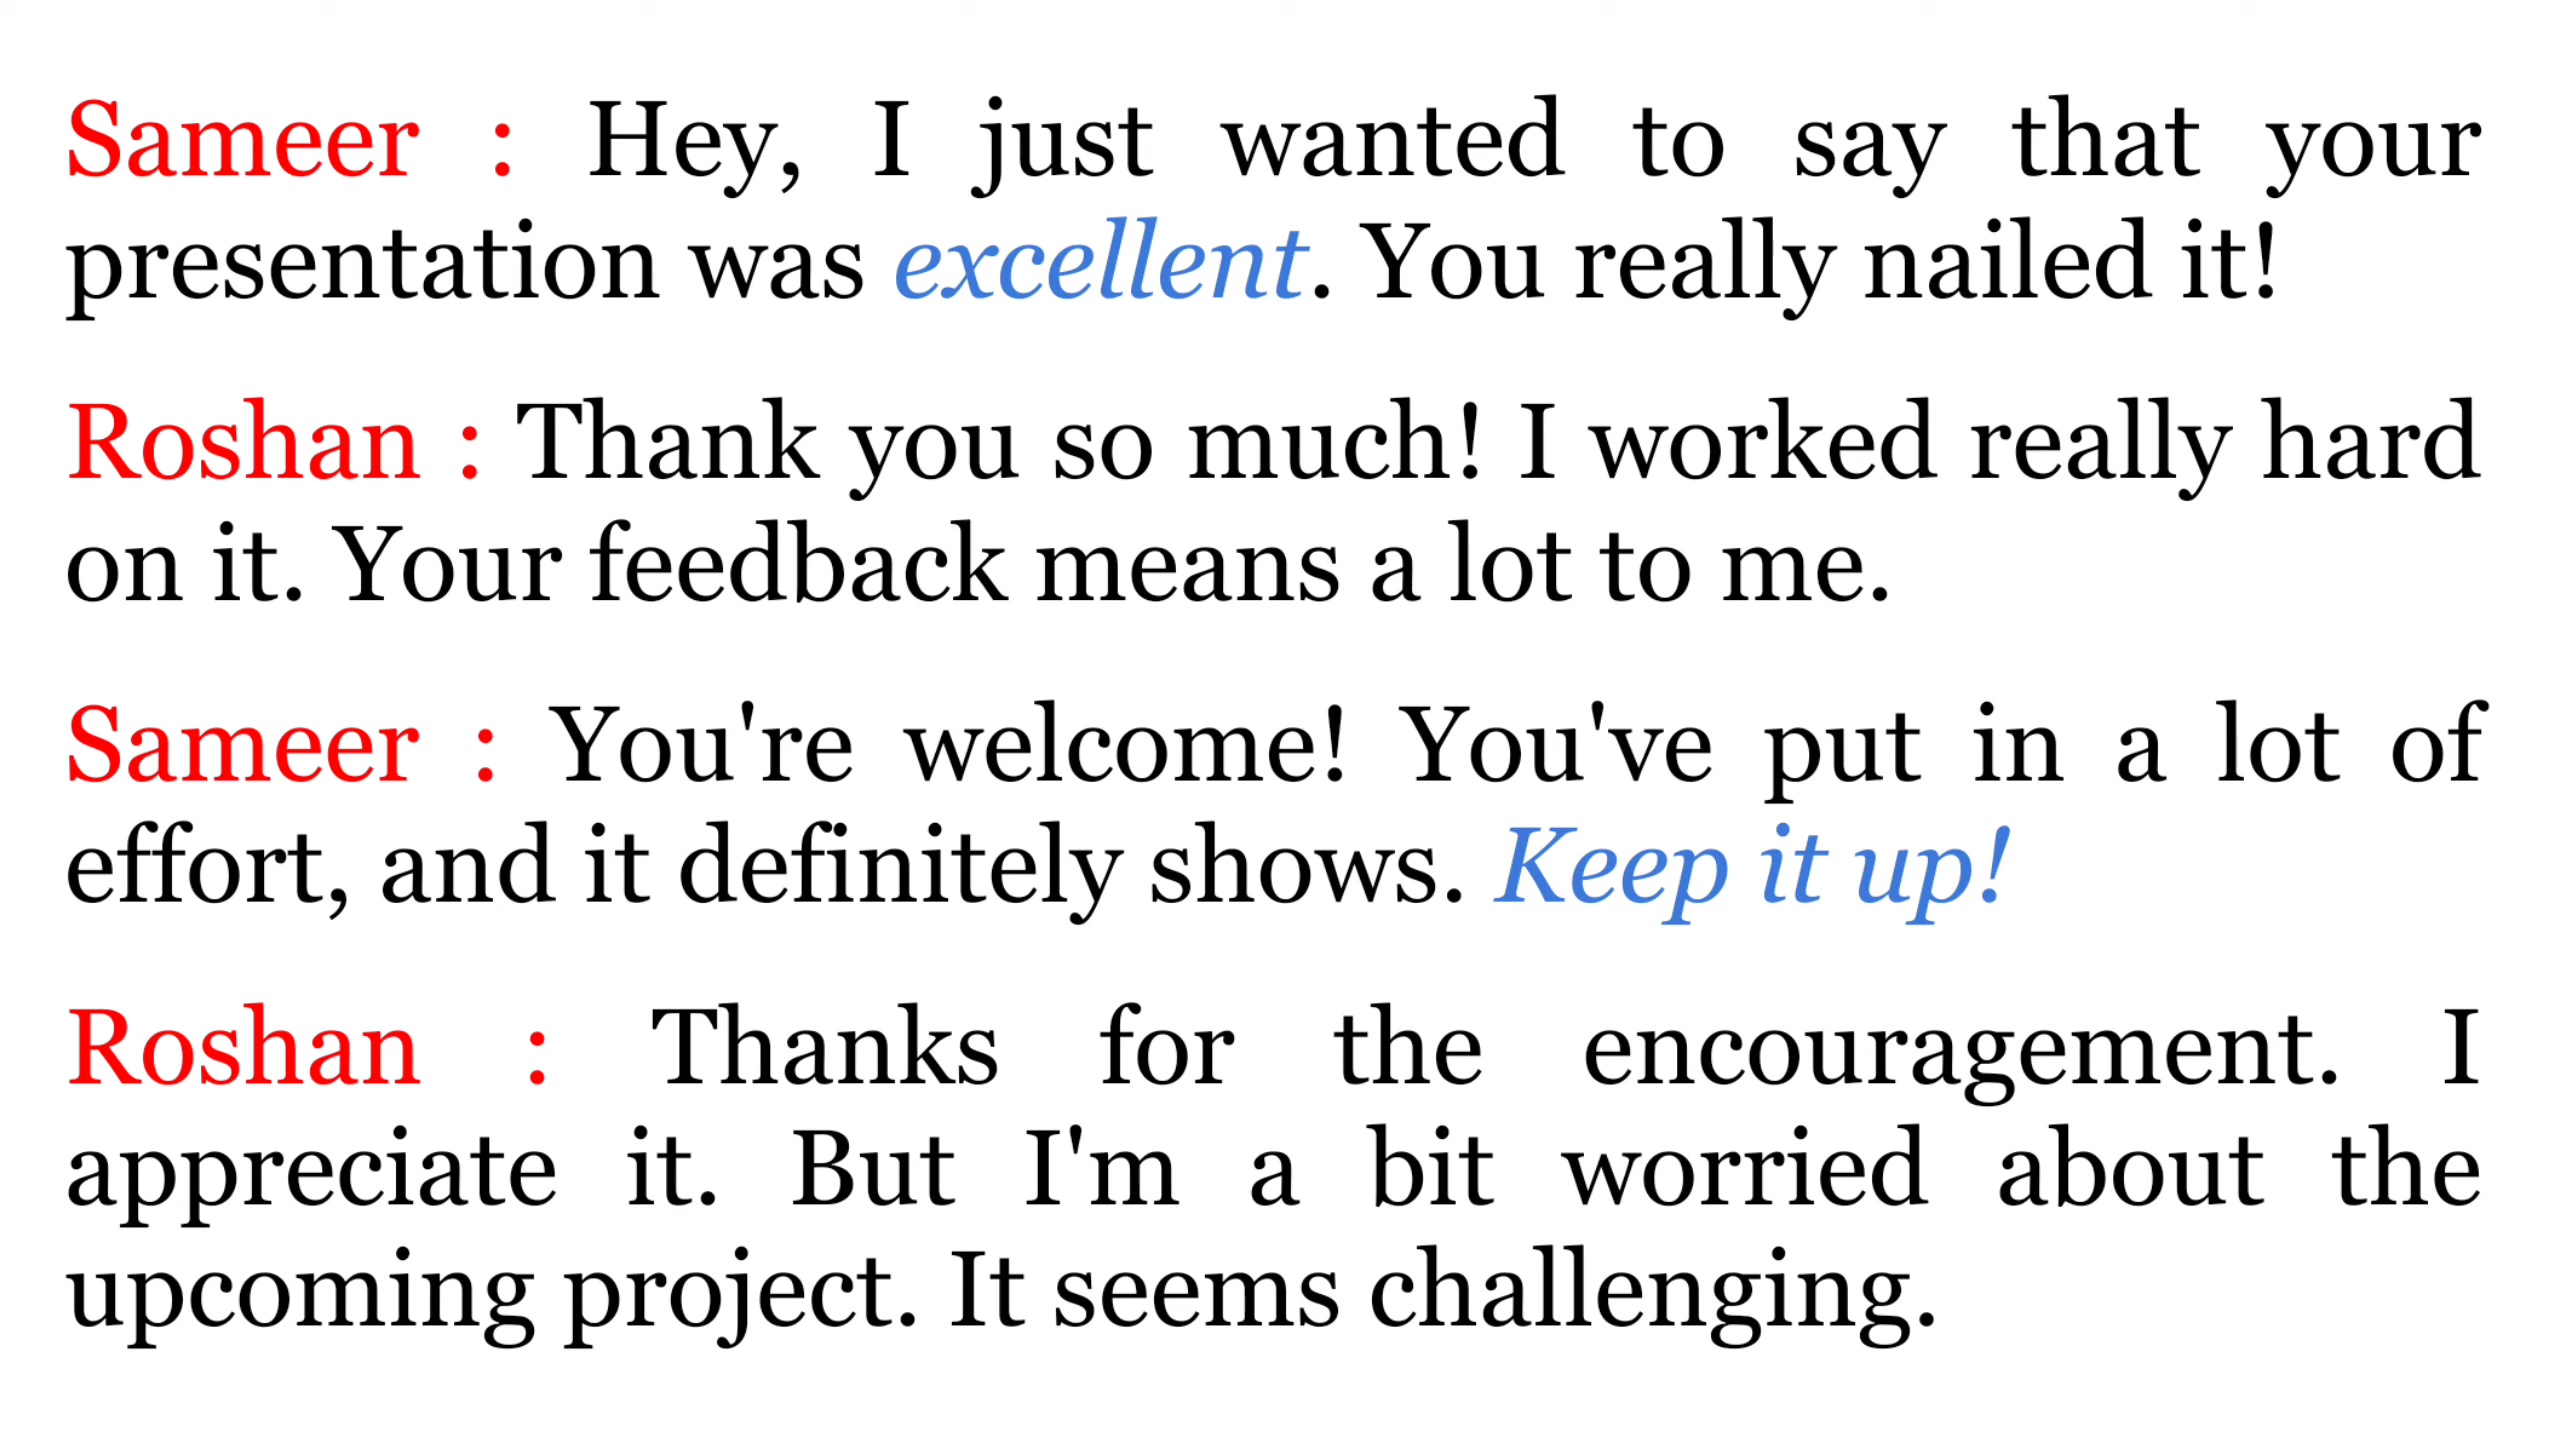 Sameer : Hey, I just wanted to say that your
presentation was excellent. You really nailed it!
Roshan : Thank you so much! I worked really hard
on it. Your feedback means a lot to me.
Sameer : You're welcome! You've put in a lot of
effort, and it definitely shows. Keep it up!
Roshan : Thanks for the encouragement. I
appreciate it. But I'm a bit worried about the
upcoming project. It seems challenging.